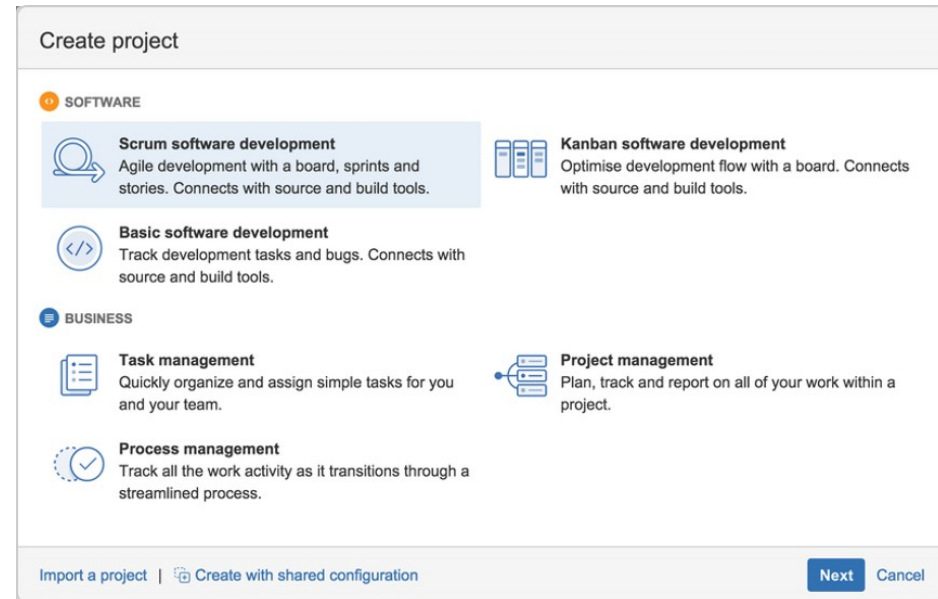 Create project
SOFTWARE
Scrum software development
Agile development with a board, sprints and
stories. Connects with source and build tools.
Kanban software development
Optimise development flow with a board. Connects
with source and build tools.
Basic software development
Track development tasks and bugs. Connects with
source and build tools.
BUSINESS
Task management
Quickly organize and assign simple tasks for you
and your team.
Project management
Plan, track and report on all of your work within a
project.
Process management
Track all the work activity as it transitions through a
streamlined process.
Import a project | Create with shared configuration
Next Cancel